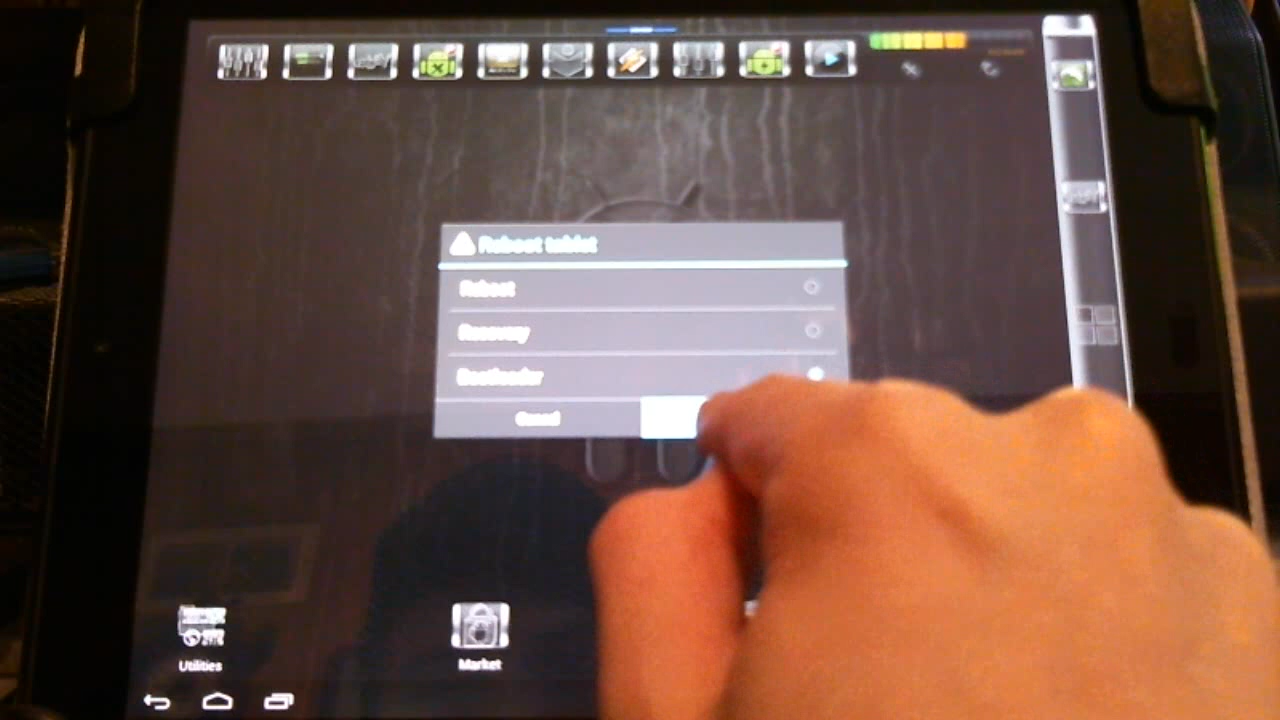 Reboot tablet
Reboot
Recovery
Bootloader
Cancel
Utilities
Market